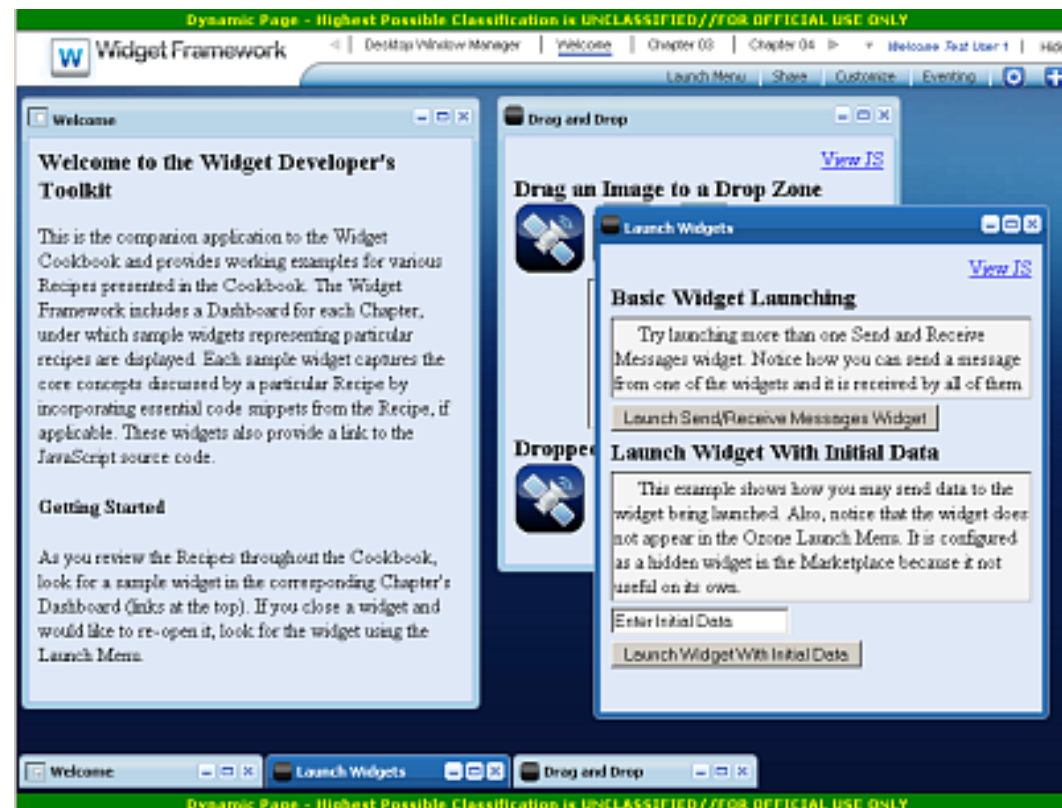 Dynamic Page - Highest Possible Classification is UNCLASSIFIED//FOR OFFICIAL USE ONLY
W Widget Framework
Desktop Window Manager | Welcome | Chapter 03 | Chapter 04
Welcome Test User 1 |
Launch Menu | Share | Customize | Eventing
Welcome
Welcome to the Widget Developer's
Toolkit
This is the companion application to the Widget
Cookbook and provides working examples for various
Recipes presented in the Cookbook. The Widget
Framework includes a Dashboard for each Chapter,
under which sample widgets representing particular
recipes are displayed. Each sample widget captures the
core concepts discussed by a particular Recipe by
incorporating essential code snippets from the Recipe, if
applicable. These widgets also provide a link to the
JavaScript source code.
Getting Started
As you review the Recipes throughout the Cookbook,
look for a sample widget in the corresponding Chapter's
Dashboard (links at the top). If you close a widget and
would like to re-open it, look for the widget using the
Launch Menu.
Drag and Drop
View JS
Drag an Image to a Drop Zone
Dropped
Launch Widgets
View JS
Basic Widget Launching
Try launching more than one Send and Receive
Messages widget. Notice how you can send a message
from one of the widgets and it is received by all of them.
Launch Send/Receive Messages Widget
Launch Widget With Initial Data
This example shows how you may send data to the
widget being launched. Also, notice that the widget does
not appear in the Ozone Launch Menu. It is configured
as a hidden widget in the Marketplace because it not
useful on its own.
Enter Initial Data
Launch Widget With Initial Data
Welcome
Launch Widgets
Drag and Drop
Dynamic Page - Highest Possible Classification is UNCLASSIFIED//FOR OFFICIAL USE ONLY